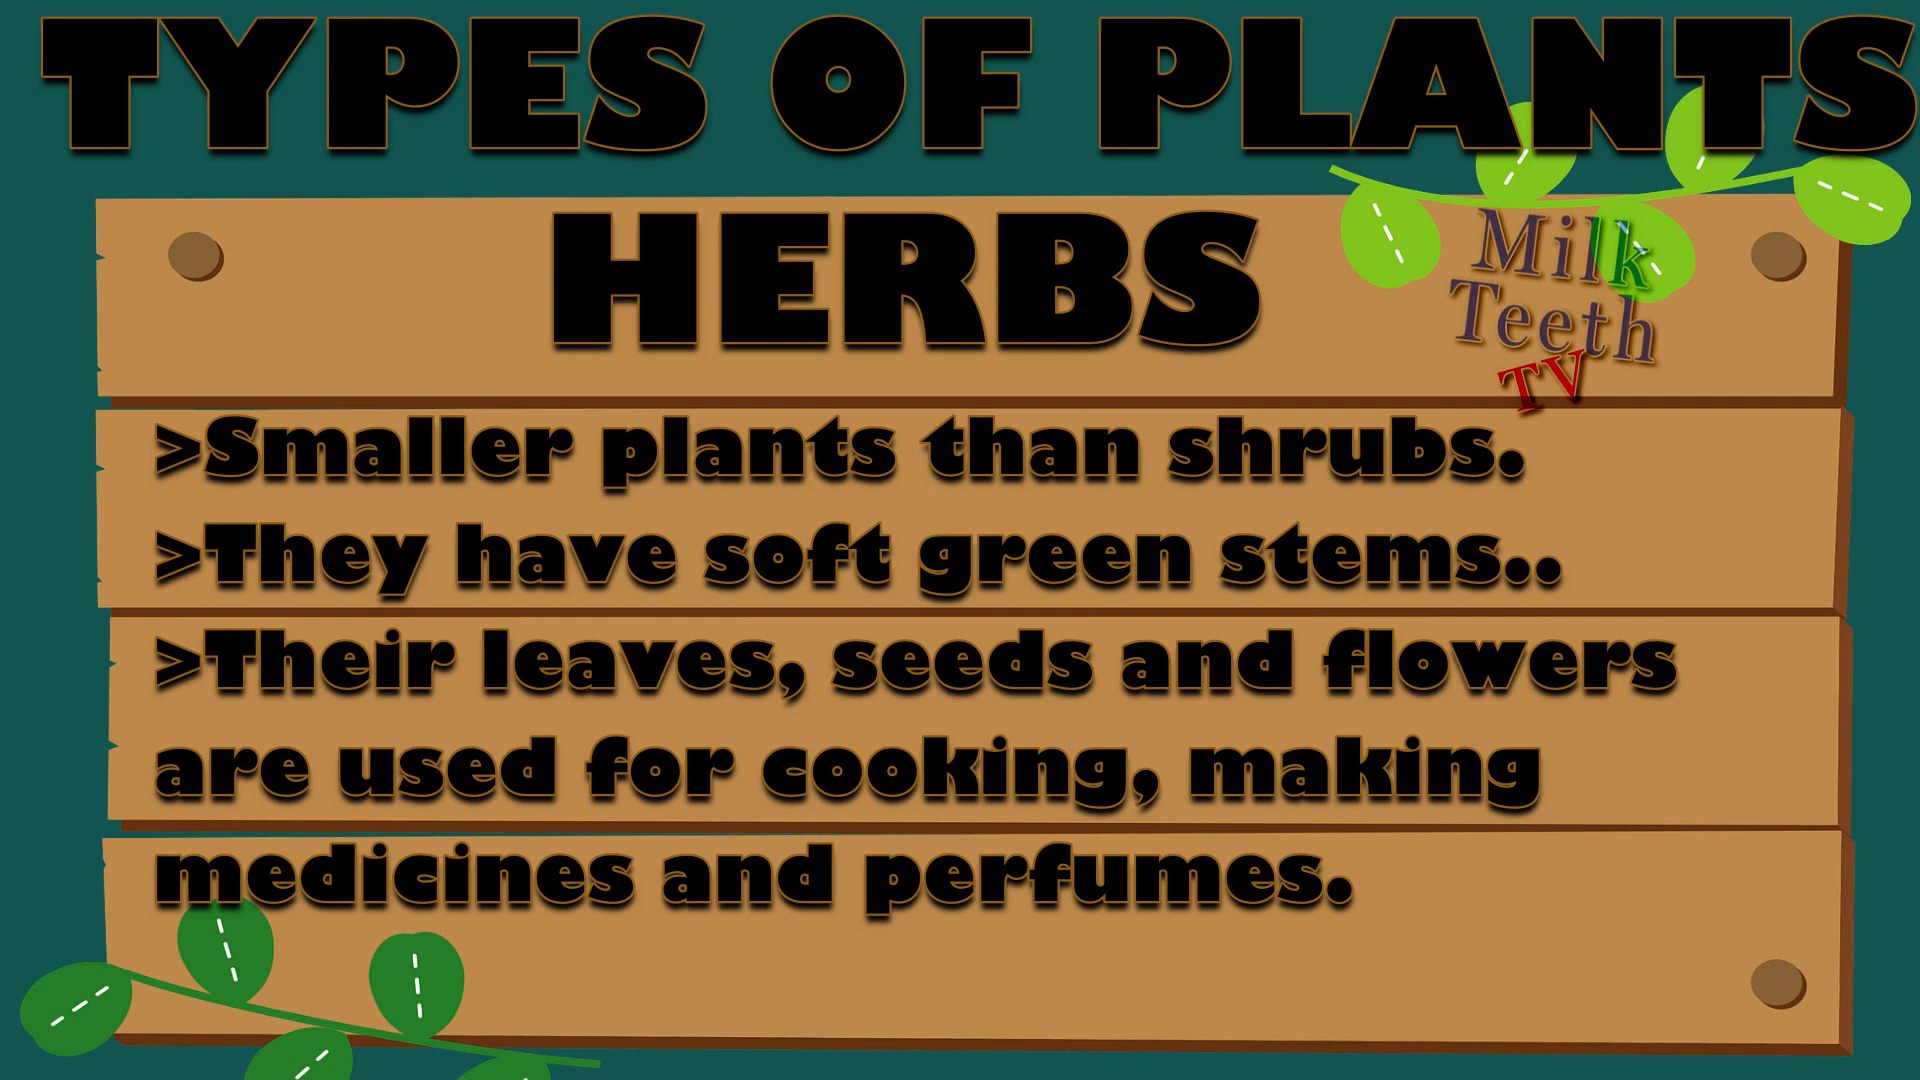 TYPES OF PLANTS
HERBS
Milk
Teeth
TV
>Smaller plants than shrubs.
>They have soft green stems..
>Their leaves, seeds and flowers
are used for cooking, making
medicines and perfumes.